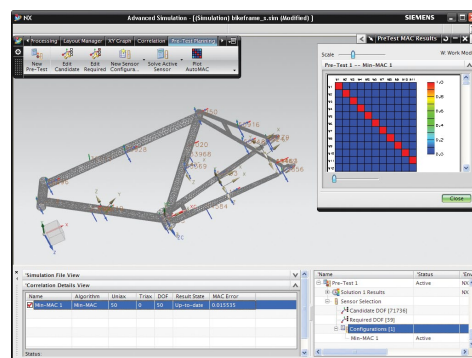 NX
Advanced Simulation - [(Simulation) bikeframe_s.sim (Modified) ]
SIEMENS
Processing Layout Manager XY Graph Correlation Pre-Test Planning
New Pre-Test
Edit Candidate
Edit Required
New Sensor Configura...
Solve Active Sensor
Plot AutoMAC
PreTest MAC Results
Scale
W. Work Mod
Pre-Test 1 -- Min-MAC 1
1.0
0.8
0.6
0.4
0.2
0.0
Close
Simulation File View
Correlation Details View
Name Algorithm Uniax Triax DOF Result State MAC Error
Min-MAC 1 Min-MAC 50 0 50 Up-to-date 0.015535
Status
Name Status
Pre-Test 1 Active NX
Solution 1 Results NX
Sensor Selection
Candidate DOF [71736]
Required DOF [39]
Configurations [1]
Min-MAC 1 Active